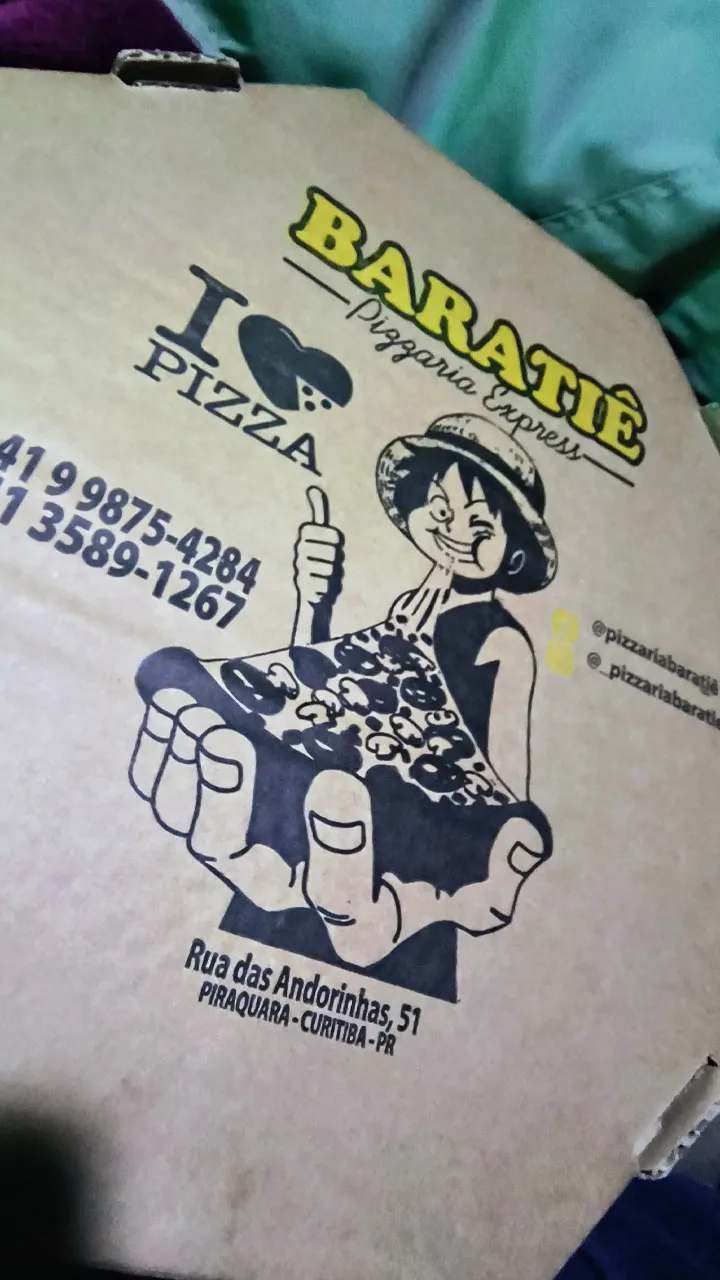 BARATIÊ
Pizzaria Express
I
PIZZA
41 9 9875-4284
41 3589-1267
@pizzariabaratiê
@_pizzariabaratie
Rua das Andorinhas, 51
PIRAQUARA - CURITIBA - PR